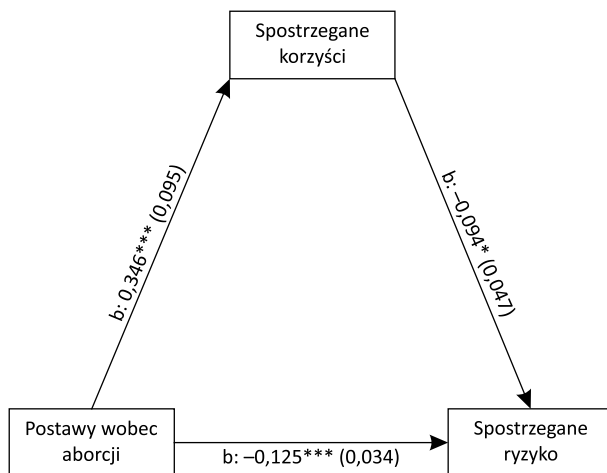 Spostrzegane
korzyści
b: 0,346*** (0,095)
b: –0,094* (0,047)
Postawy wobec
aborcji
b: –0,125*** (0,034)
Spostrzegane
ryzyko